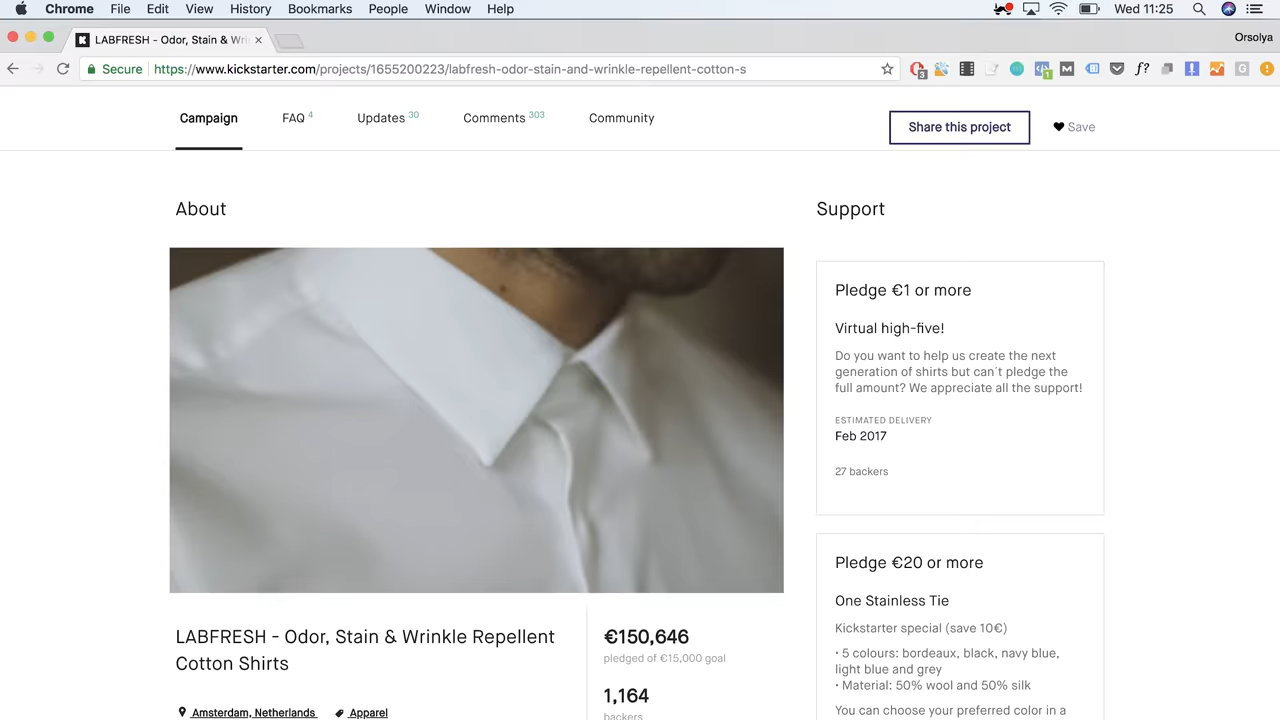 Chrome File Edit View History Bookmarks People Window Help Wed 11:25
LABFRESH - Odor, Stain & Wri
Orsolya
Secure https://www.kickstarter.com/projects/1655200223/labfresh-odor-stain-and-wrinkle-repellent-cotton-s
Campaign FAQ 4 Updates 30 Comments 303 Community
Share this project Save
About
Support
Pledge €1 or more
Virtual high-five!
Do you want to help us create the next
generation of shirts but can´t pledge the
full amount? We appreciate all the support!
ESTIMATED DELIVERY
Feb 2017
27 backers
Pledge €20 or more
One Stainless Tie
Kickstarter special (save 10€)
• 5 colours: bordeaux, black, navy blue,
light blue and grey
• Material: 50% wool and 50% silk
You can choose your preferred color in a
LABFRESH - Odor, Stain & Wrinkle Repellent
Cotton Shirts
Amsterdam, Netherlands Apparel
€150,646
pledged of €15,000 goal
1,164
backers